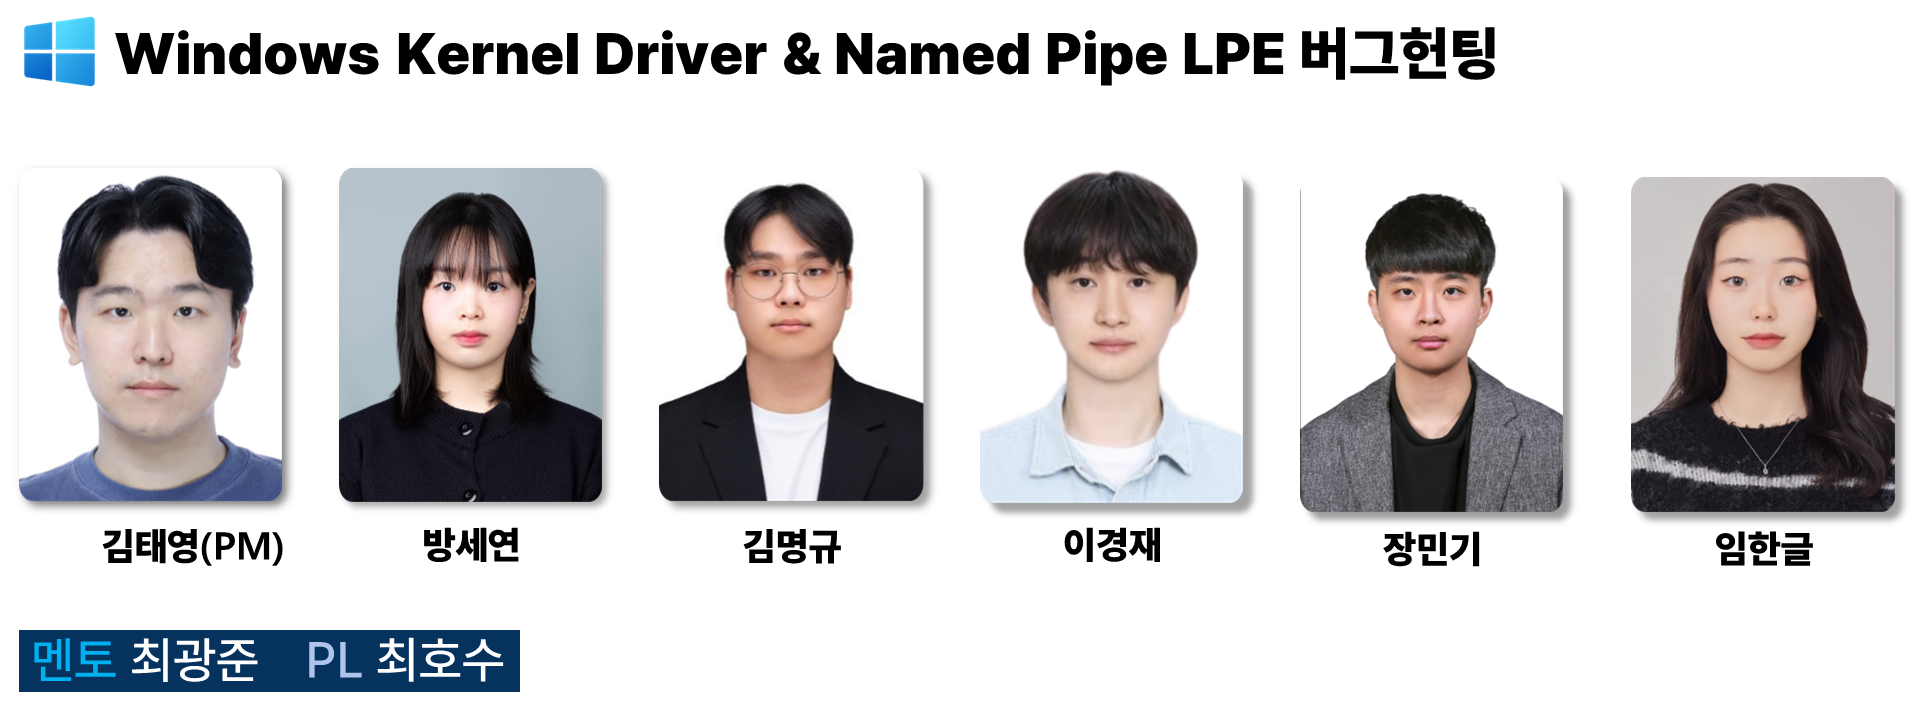 Windows Kernel Driver & Named Pipe LPE 버그헌팅
김태영(PM) 방세연 김명규 이경재 장민기 임한글
멘토 최광준 PL 최호수